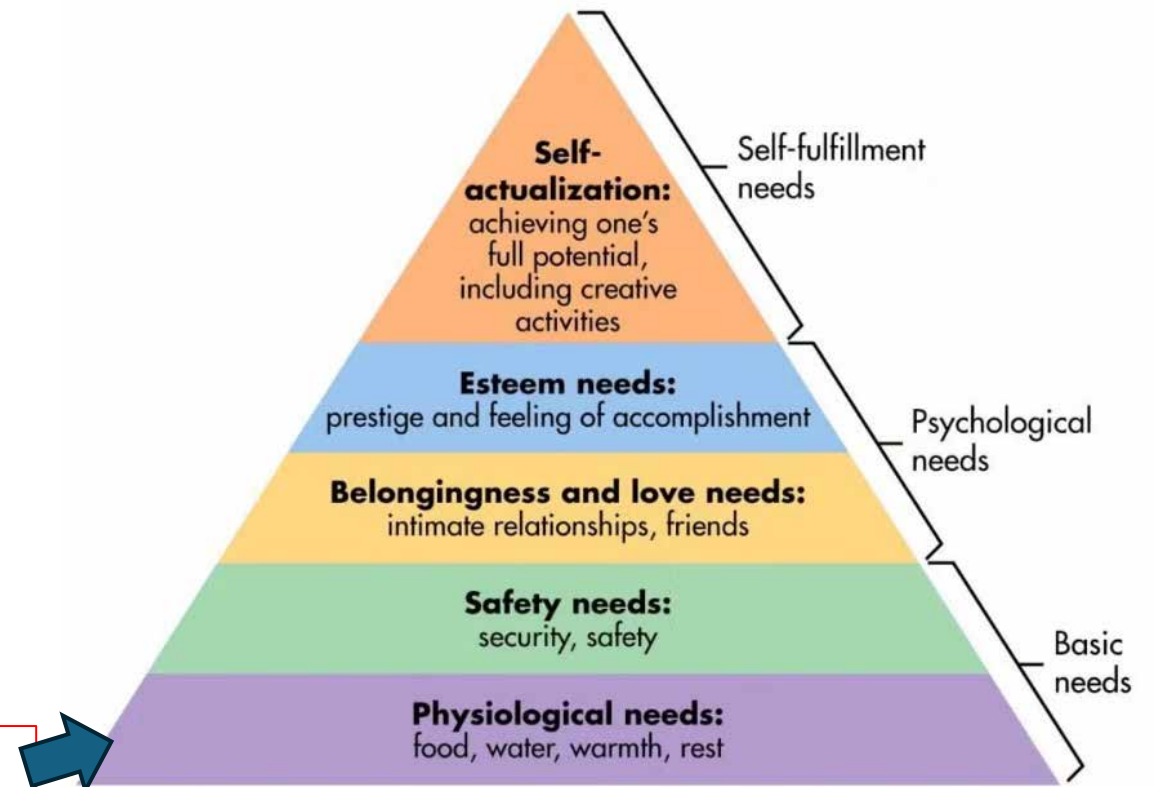 Self-
actualization:
achieving one's
full potential,
including creative
activities
Self-fulfillment
needs
Esteem needs:
prestige and feeling of accomplishment
Psychological
needs
Belongingness and love needs:
intimate relationships, friends
Safety needs:
security, safety
Basic
needs
Physiological needs:
food, water, warmth, rest